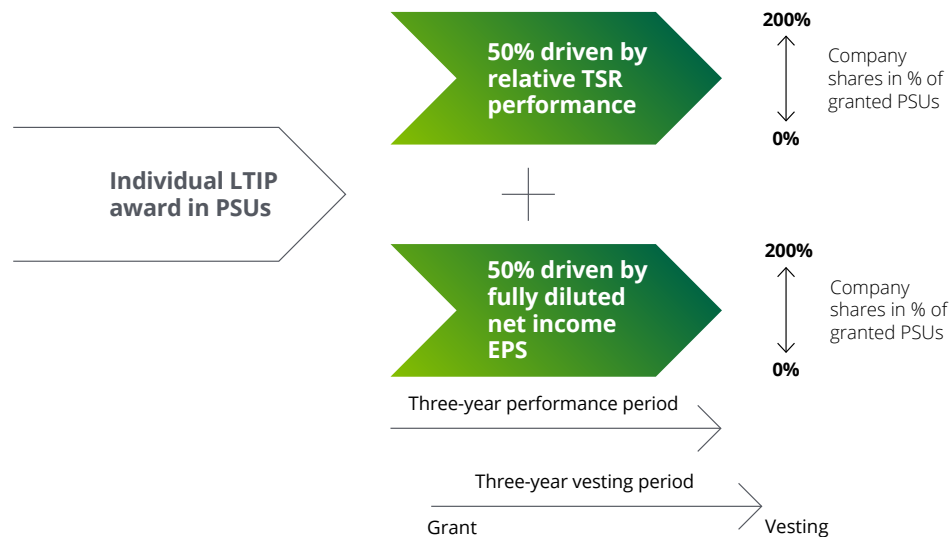 Individual LTIP
award in PSUs
50% driven by
relative TSR
performance
200%
Company
shares in % of
granted PSUs
0%
50% driven by
fully diluted
net income
EPS
200%
Company
shares in % of
granted PSUs
0%
Three-year performance period
Three-year vesting period
Grant
Vesting